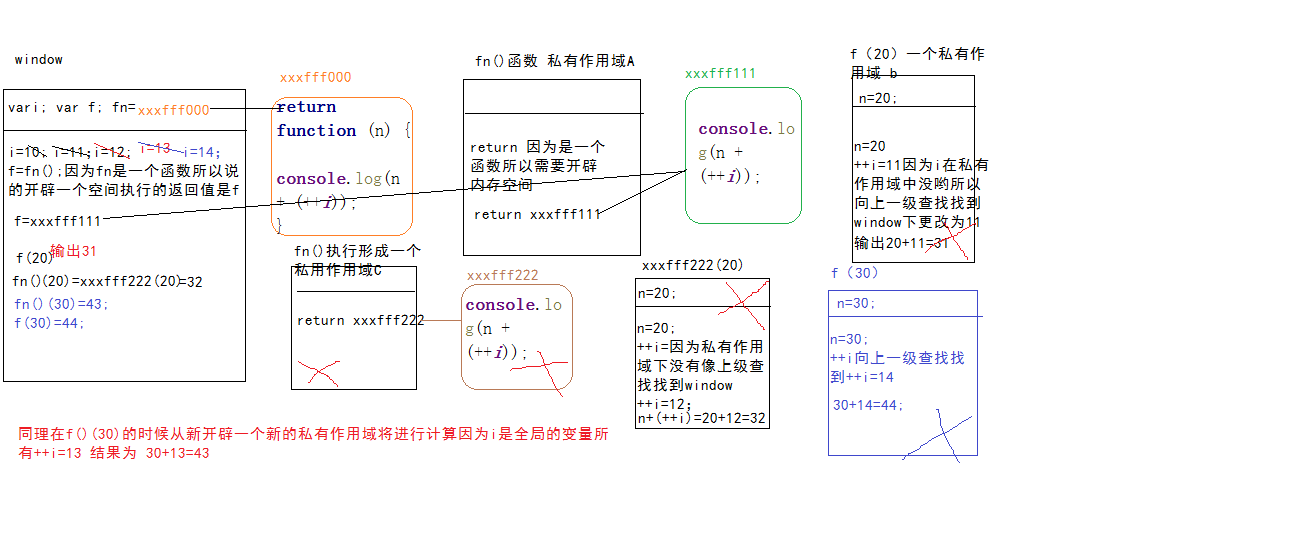 window
vari; var f; fn=xxxfff000
i=10; i=11;i=12; i=13 i=14;
f=fn();因为fn是一个函数所以说
的开辟一个空间执行的返回值是f
f=xxxfff111
f(20)输出31
fn()(20)=xxxfff222(20)=32
fn()(30)=43;
f(30)=44;
xxxfff000
return
function (n) {
console.log(n
+ (++i));
}
fn()执行形成一个
私用作用域C
return xxxfff222
fn()函数 私有作用域A
return 因为是一个
函数所以需要开辟
内存空间
return xxxfff111
xxxfff222
console.lo
g(n +
(++i));
xxxfff111
console.lo
g(n +
(++i));
xxxfff222(20)
n=20;
n=20;
++i=因为私有作用
域下没有像上级查
找找到window
++i=12;
n+(++i)=20+12=32
f（20）一个私有作
用域 b
n=20;
n=20
++i=11因为i在私有
作用域中没哟所以
向上一级查找找到
window下更改为11
输出20+11=31
f（30）
n=30;
n=30;
++i向上一级查找找
到++i=14
30+14=44;
同理在f()(30)的时候从新开辟一个新的私有作用域将进行计算因为i是全局的变量所
有++i=13 结果为 30+13=43